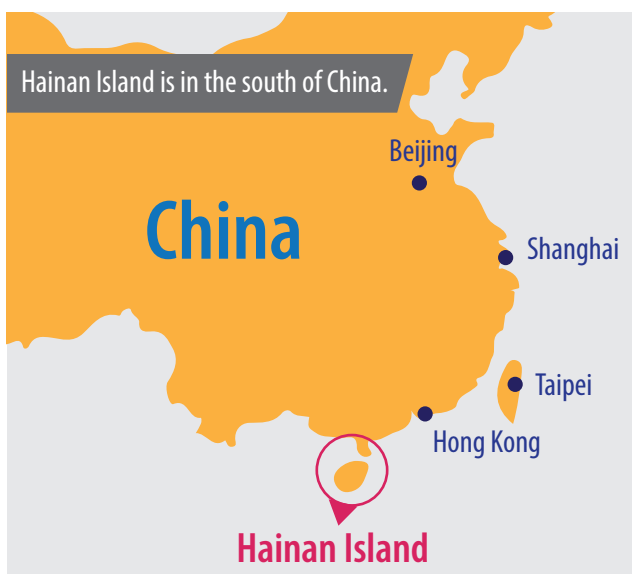 Hainan Island is in the south of China.
Beijing
China
Shanghai
Taipei
Hong Kong
Hainan Island